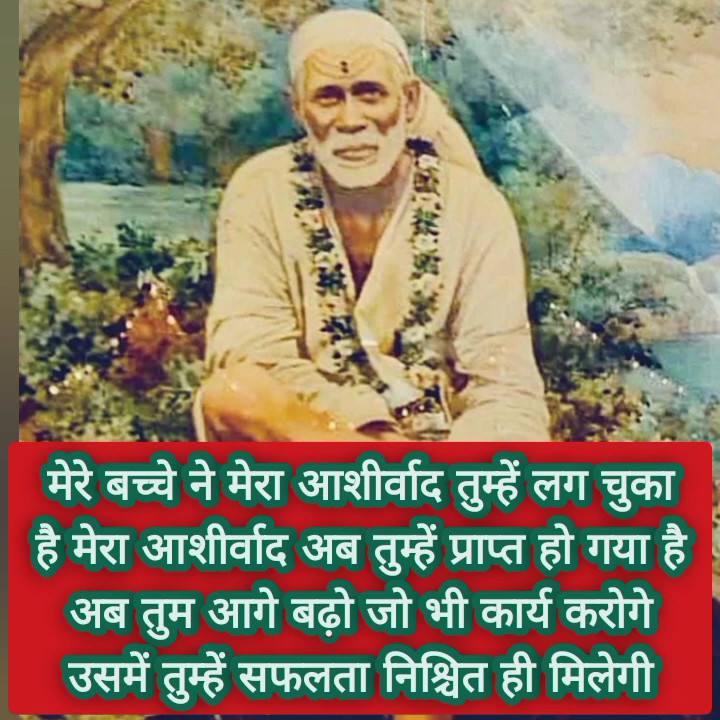 मेरे बच्चे ने मेरा आशीर्वाद तुम्हें लग चुका
है मेरा आशीर्वाद अब तुम्हें प्राप्त हो गया है
अब तुम आगे बढ़ो जो भी कार्य करोगे
उसमें तुम्हें सफलता निश्चित ही मिलेगी